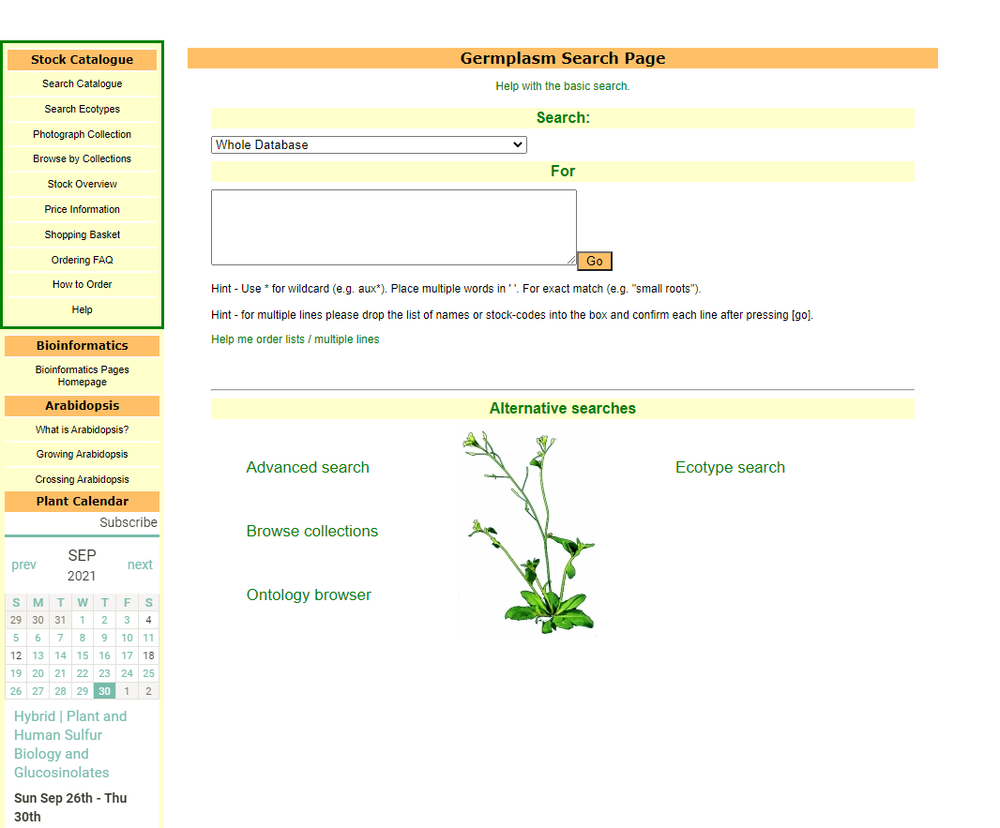 Stock Catalogue
Search Catalogue
Search Ecotypes
Photograph Collection
Browse by Collections
Stock Overview
Price Information
Shopping Basket
Ordering FAQ
How to Order
Help
Bioinformatics
Bioinformatics Pages
Homepage
Arabidopsis
What is Arabidopsis?
Growing Arabidopsis
Crossing Arabidopsis
Plant Calendar
Subscribe
prev SEP next
2021
S M T W T F S
29 30 31 1 2 3 4
5 6 7 8 9 10 11
12 13 14 15 16 17 18
19 20 21 22 23 24 25
26 27 28 29 30 1 2
Hybrid | Plant and
Human Sulfur
Biology and
Glucosinolates
Sun Sep 26th - Thu
30th
Germplasm Search Page
Help with the basic search.
Search:
Whole Database
For
Go
Hint - Use * for wildcard (e.g. aux*). Place multiple words in ' '. For exact match (e.g. "small roots").
Hint - for multiple lines please drop the list of names or stock-codes into the box and confirm each line after pressing [go].
Help me order lists / multiple lines
Alternative searches
Advanced search
Ecotype search
Browse collections
Ontology browser